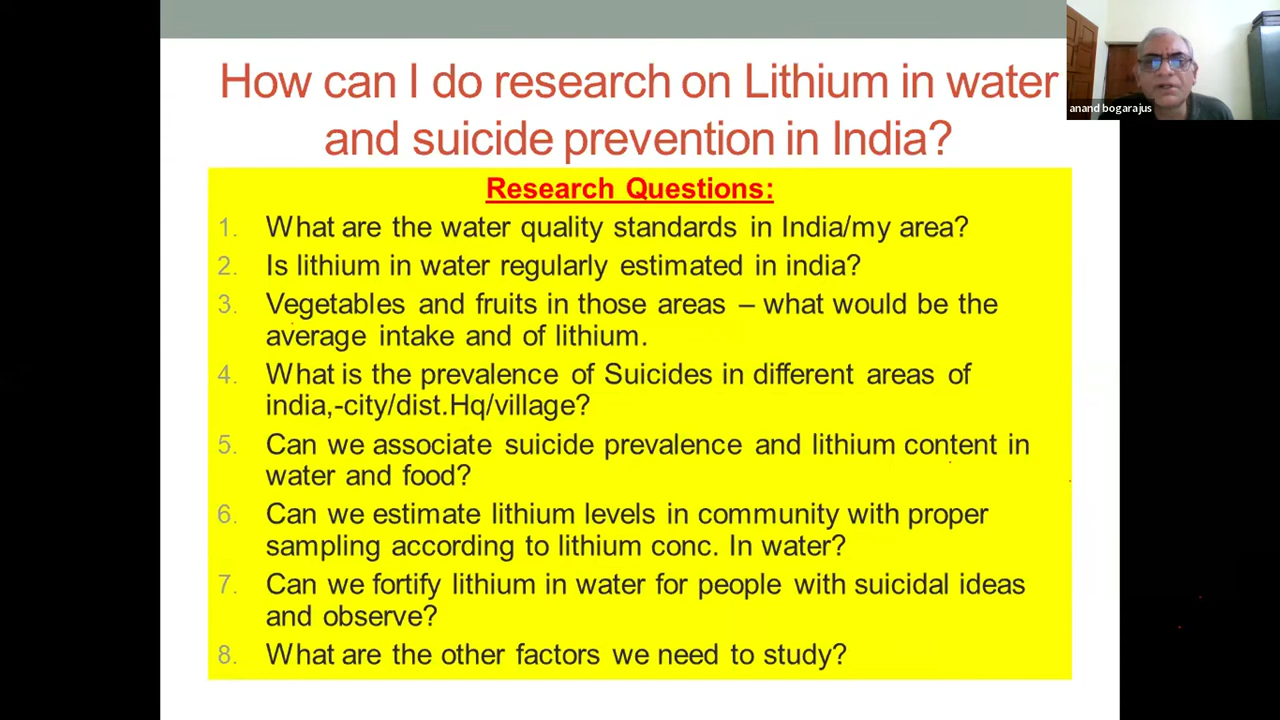 How can I do research on Lithium in water
and suicide prevention in India?
anand bogarajus
Research Questions:
1. What are the water quality standards in India/my area?
2. Is lithium in water regularly estimated in india?
3. Vegetables and fruits in those areas – what would be the
average intake and of lithium.
4. What is the prevalence of Suicides in different areas of
india,-city/dist.Hq/village?
5. Can we associate suicide prevalence and lithium content in
water and food?
6. Can we estimate lithium levels in community with proper
sampling according to lithium conc. In water?
7. Can we fortify lithium in water for people with suicidal ideas
and observe?
8. What are the other factors we need to study?